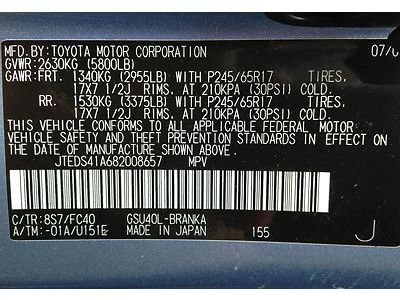 MFD.BY:TOYOTA MOTOR CORPORATION 07/0
GVWR:2630KG (5800LB)
GAWR:FRT. 1340KG (2955LB) WITH P245/65R17 TIRES,
17X7 1/2J RIMS, AT 210KPA (30PSI) COLD.
RR. 1530KG (3375LB) WITH P245/65R17 TIRES,
17X7 1/2J RIMS, AT 210KPA (30PSI) COLD.
THIS VEHICLE CONFORMS TO ALL APPLICABLE FEDERAL MOTOR
VEHICLE SAFETY AND THEFT PREVENTION STANDARDS IN EFFECT
ON THE DATE OF MANUFACTURE SHOWN ABOVE.
JTEDS41A682008657 MPV
C/TR:8S7/FC40 GSU40L-BRANKA
A/TM:-01A/U151E MADE IN JAPAN 155 J